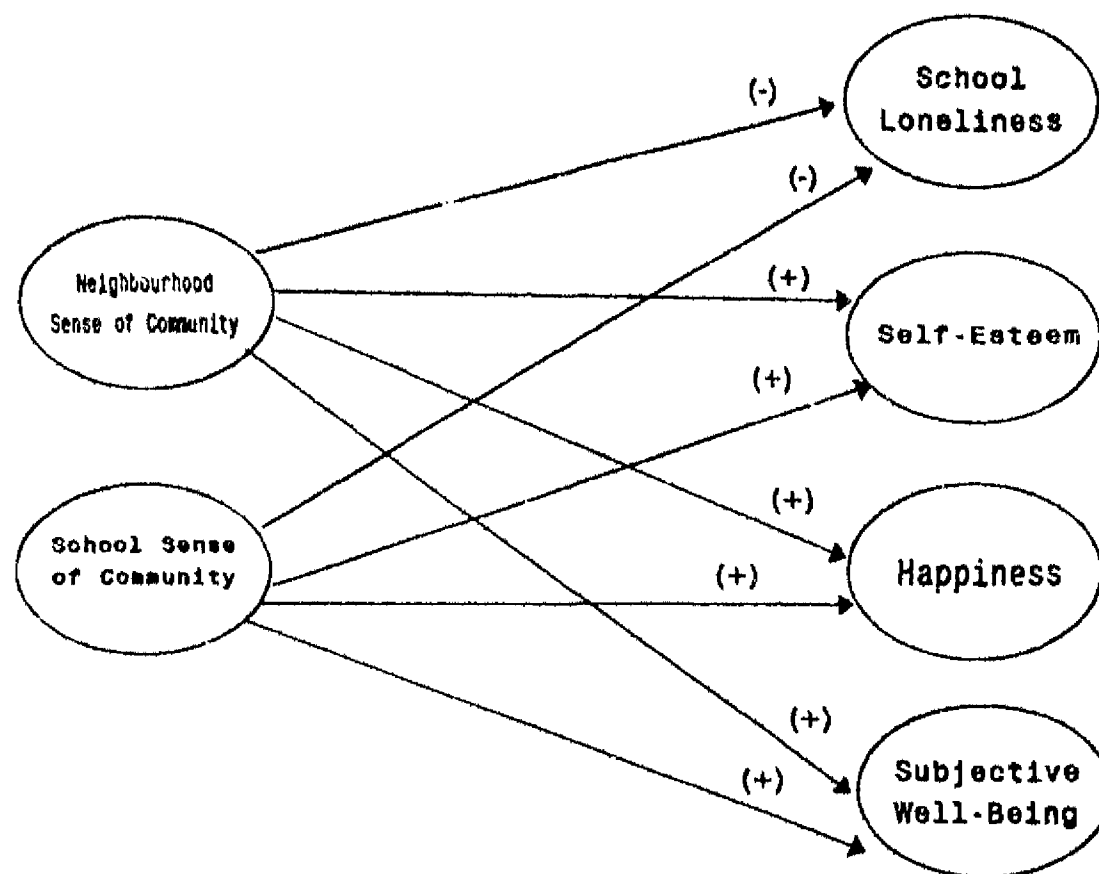 School
Loneliness
(-)
(-)
Neighbourhood
Sense of Community
(+)
Self-Esteem
(+)
(+)
School Sense
of Community
Happiness
(+)
(+)
Subjective
Well-Being
(+)